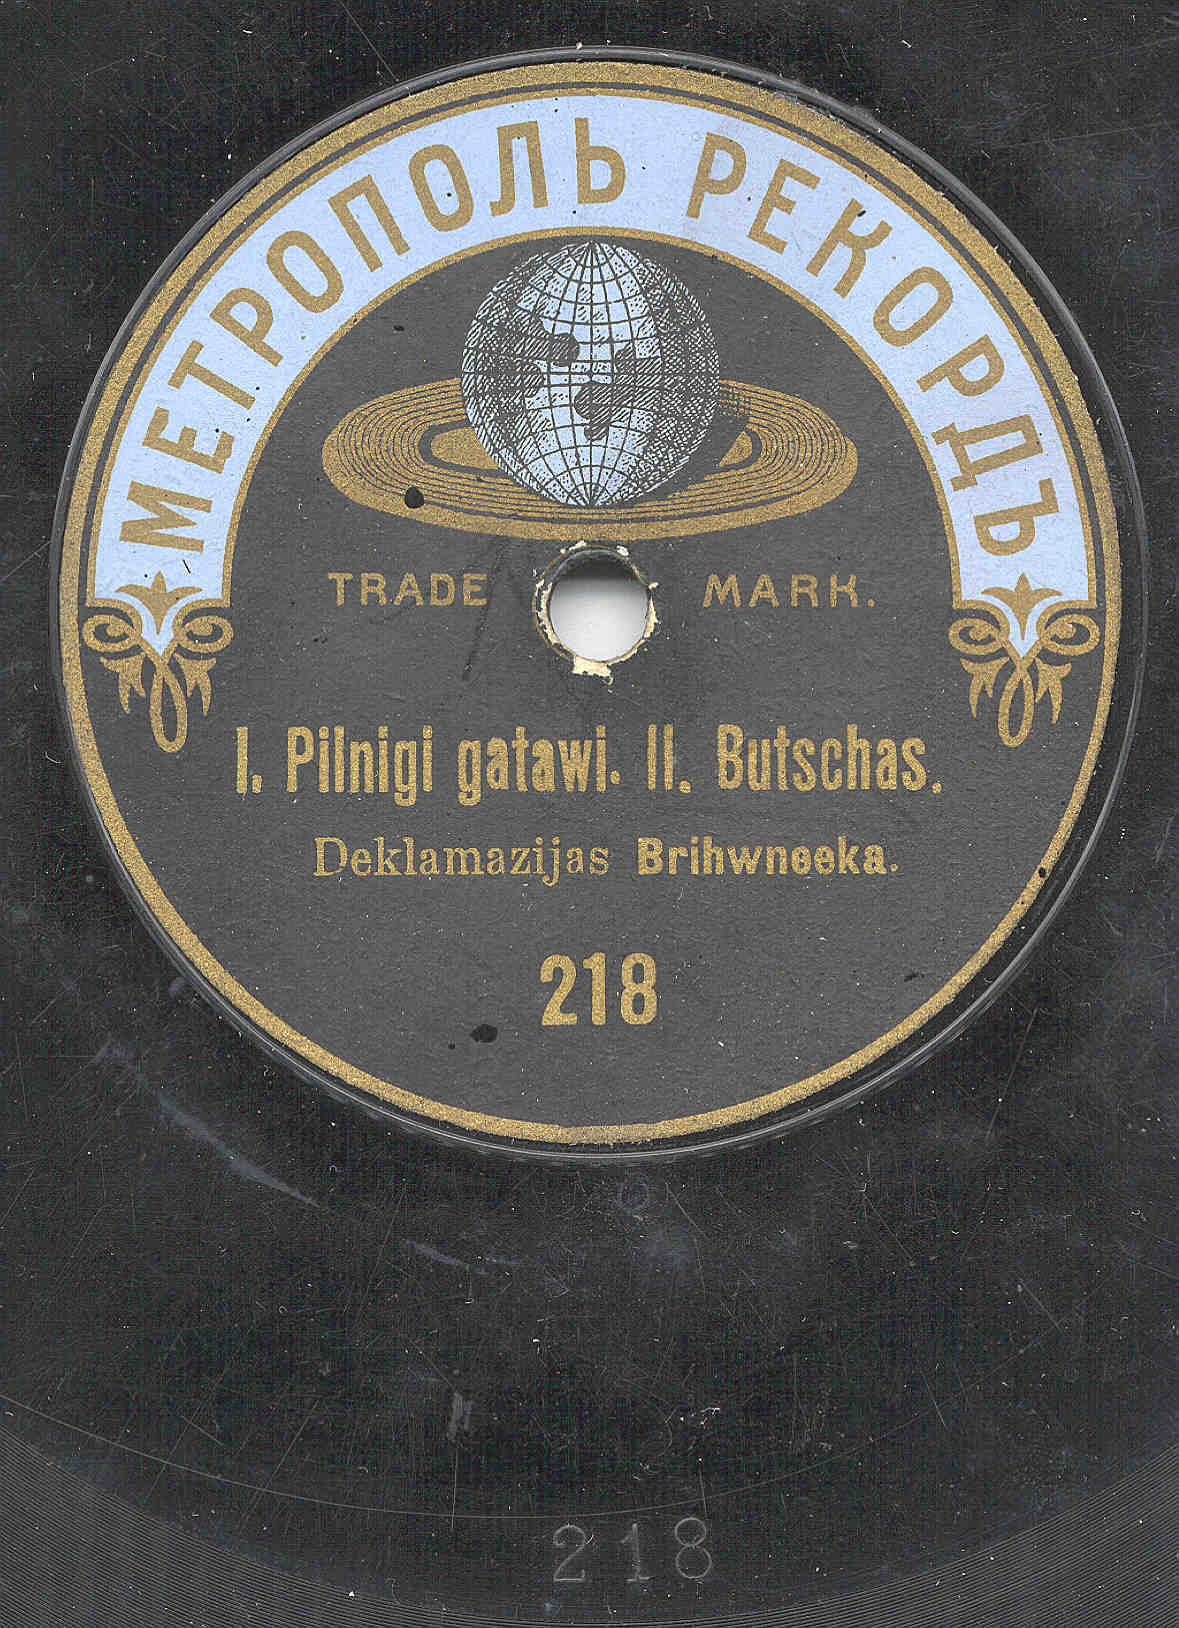 МЕТРОПОЛЬ РЕКОРДЪ
TRADE MARK.
I. Pilnigi gatawi. II. Butschas.
Deklamazijas Brihwneeka.
218
218